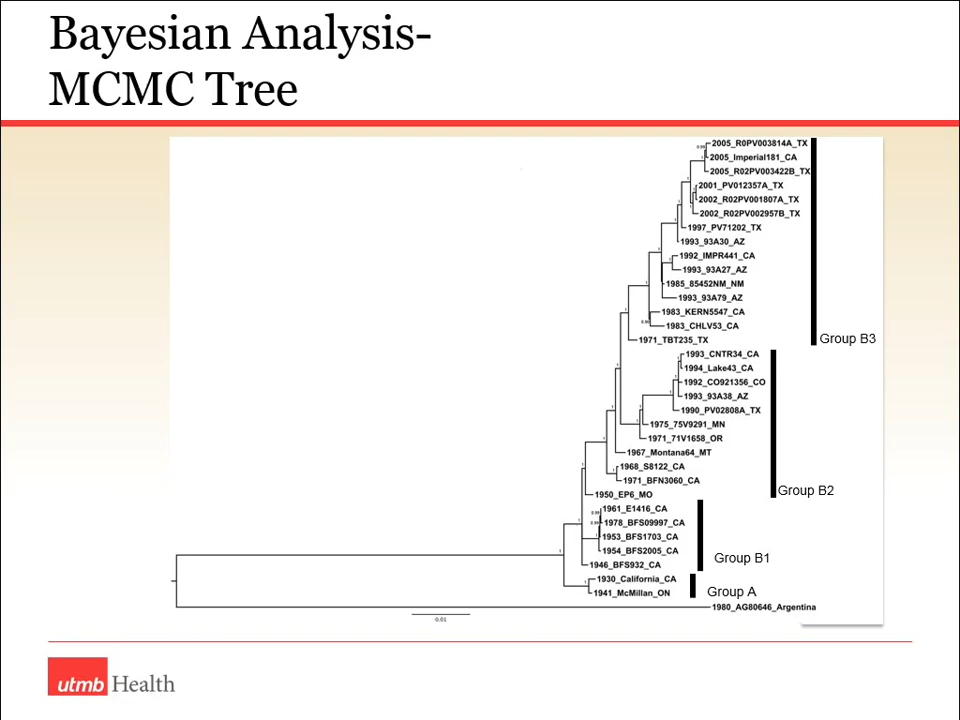 Bayesian Analysis-
MCMC Tree
2005_R0PV003814A_TX
2005_Imperial181_CA
2005_R02PV003422B_TX
2001_PV012357A_TX
2002_R02PV001807A_TX
2002_R02PV002957B_TX
1997_PV71202_TX
1993_93A30_AZ
1992_IMPR441_CA
1993_93A27_AZ
1985_85452NM_NM
1993_93A79_AZ
1983_KERN5547_CA
1983_CHLV53_CA
1971_TBT235_TX
Group B3
1993_CNTR34_CA
1994_Lake43_CA
1992_CO921356_CO
1993_93A38_AZ
1990_PV02808A_TX
1975_75V9291_MN
1971_71V1658_OR
1967_Montana64_MT
1968_S8122_CA
1971_BFN3060_CA
Group B2
1950_EP6_MO
1961_E1416_CA
1978_BFS09997_CA
1953_BFS1703_CA
1954_BFS2005_CA
Group B1
1946_BFS932_CA
1930_California_CA
1941_McMillan_ON
Group A
1980_AG80646_Argentina
0.01
utmb Health